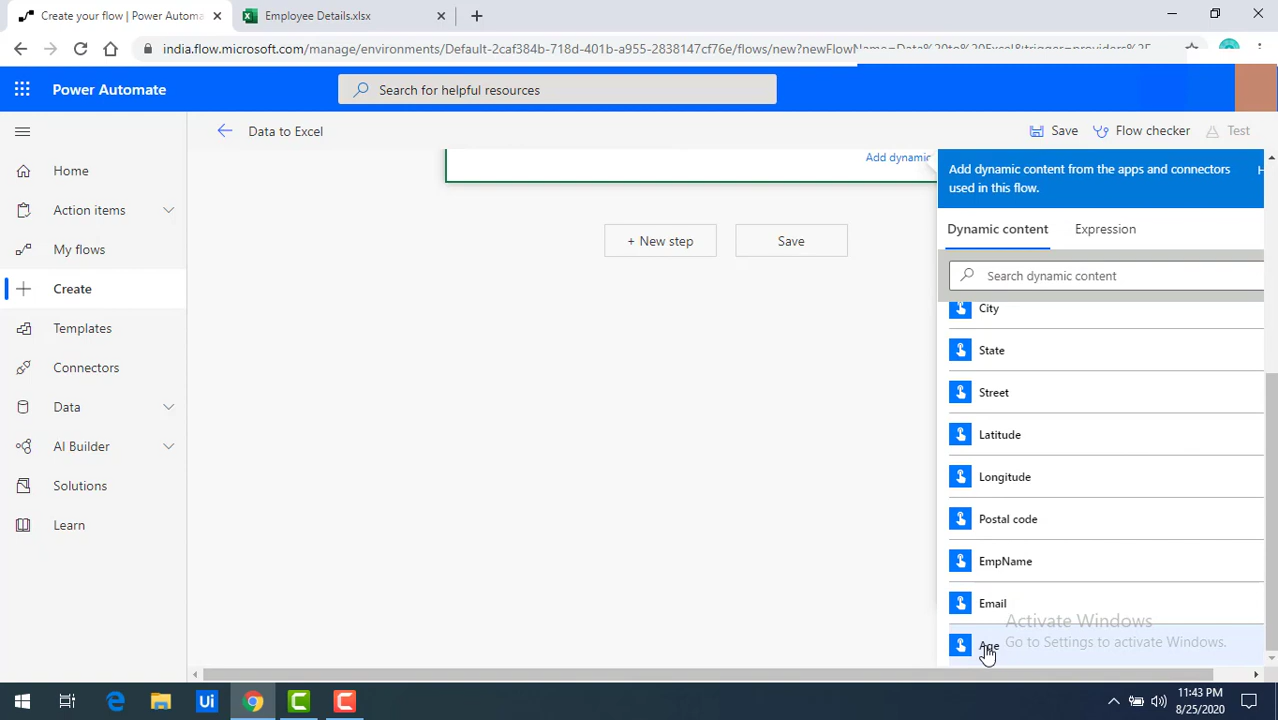 Create your flow | Power Automa
Employee Details.xlsx
india.flow.microsoft.com/manage/environments/Default-2caf384b-718d-401b-a955-2838147cf76e/flows/new?newFlowName=Data%20to%20Excel&trigger=providers%2F
Power Automate
Search for helpful resources
Data to Excel
Save
Flow checker
Test
Home
Action items
My flows
Create
Templates
Connectors
Data
AI Builder
Solutions
Learn
Add dynamic
+ New step
Save
Add dynamic content from the apps and connectors
used in this flow.
H
Dynamic content
Expression
Search dynamic content
City
State
Street
Latitude
Longitude
Postal code
EmpName
Email
Age
Activate Windows
Go to Settings to activate Windows.
Ui
11:43 PM
8/25/2020